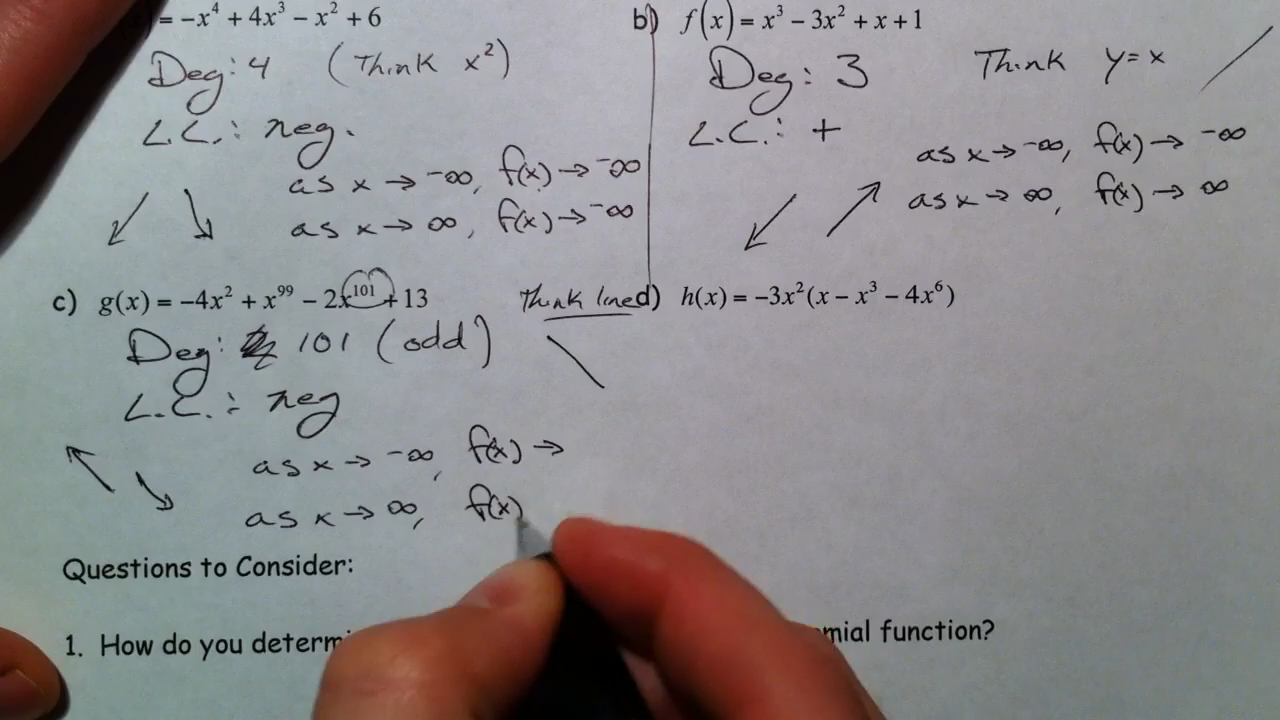 = −x⁴ + 4x³ − x² + 6
Deg: 4 (Think x²)
L.C.: neg.
as x → −∞, f(x) → −∞
as x → ∞, f(x) → −∞
b) f(x) = x³ − 3x² + x + 1
Deg: 3 Think y=x
L.C.: +
as x → −∞, f(x) → −∞
as x → ∞, f(x) → ∞
c) g(x) = −4x² + x⁹⁹ − 2x¹⁰¹ + 13
Think line
Deg: 101 (odd)
L.C.: neg
as x → −∞, f(x) →
as x → ∞, f(x)
d) h(x) = −3x²(x − x³ − 4x⁶)
Questions to Consider:
1. How do you function?